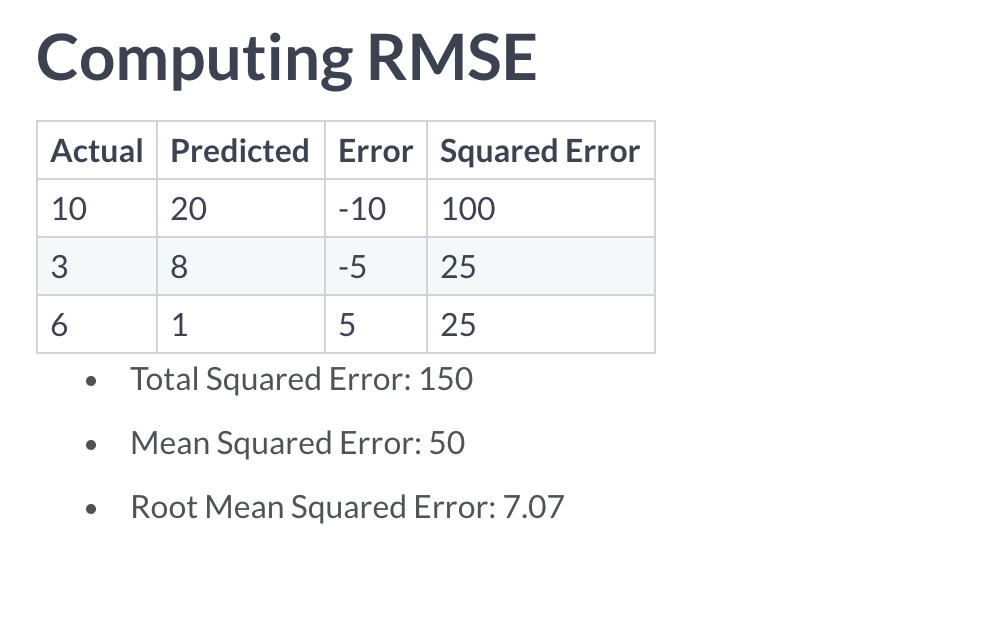 Computing RMSE
Actual Predicted Error Squared Error
10 20 -10 100
3 8 -5 25
6 1 5 25
• Total Squared Error: 150
• Mean Squared Error: 50
• Root Mean Squared Error: 7.07